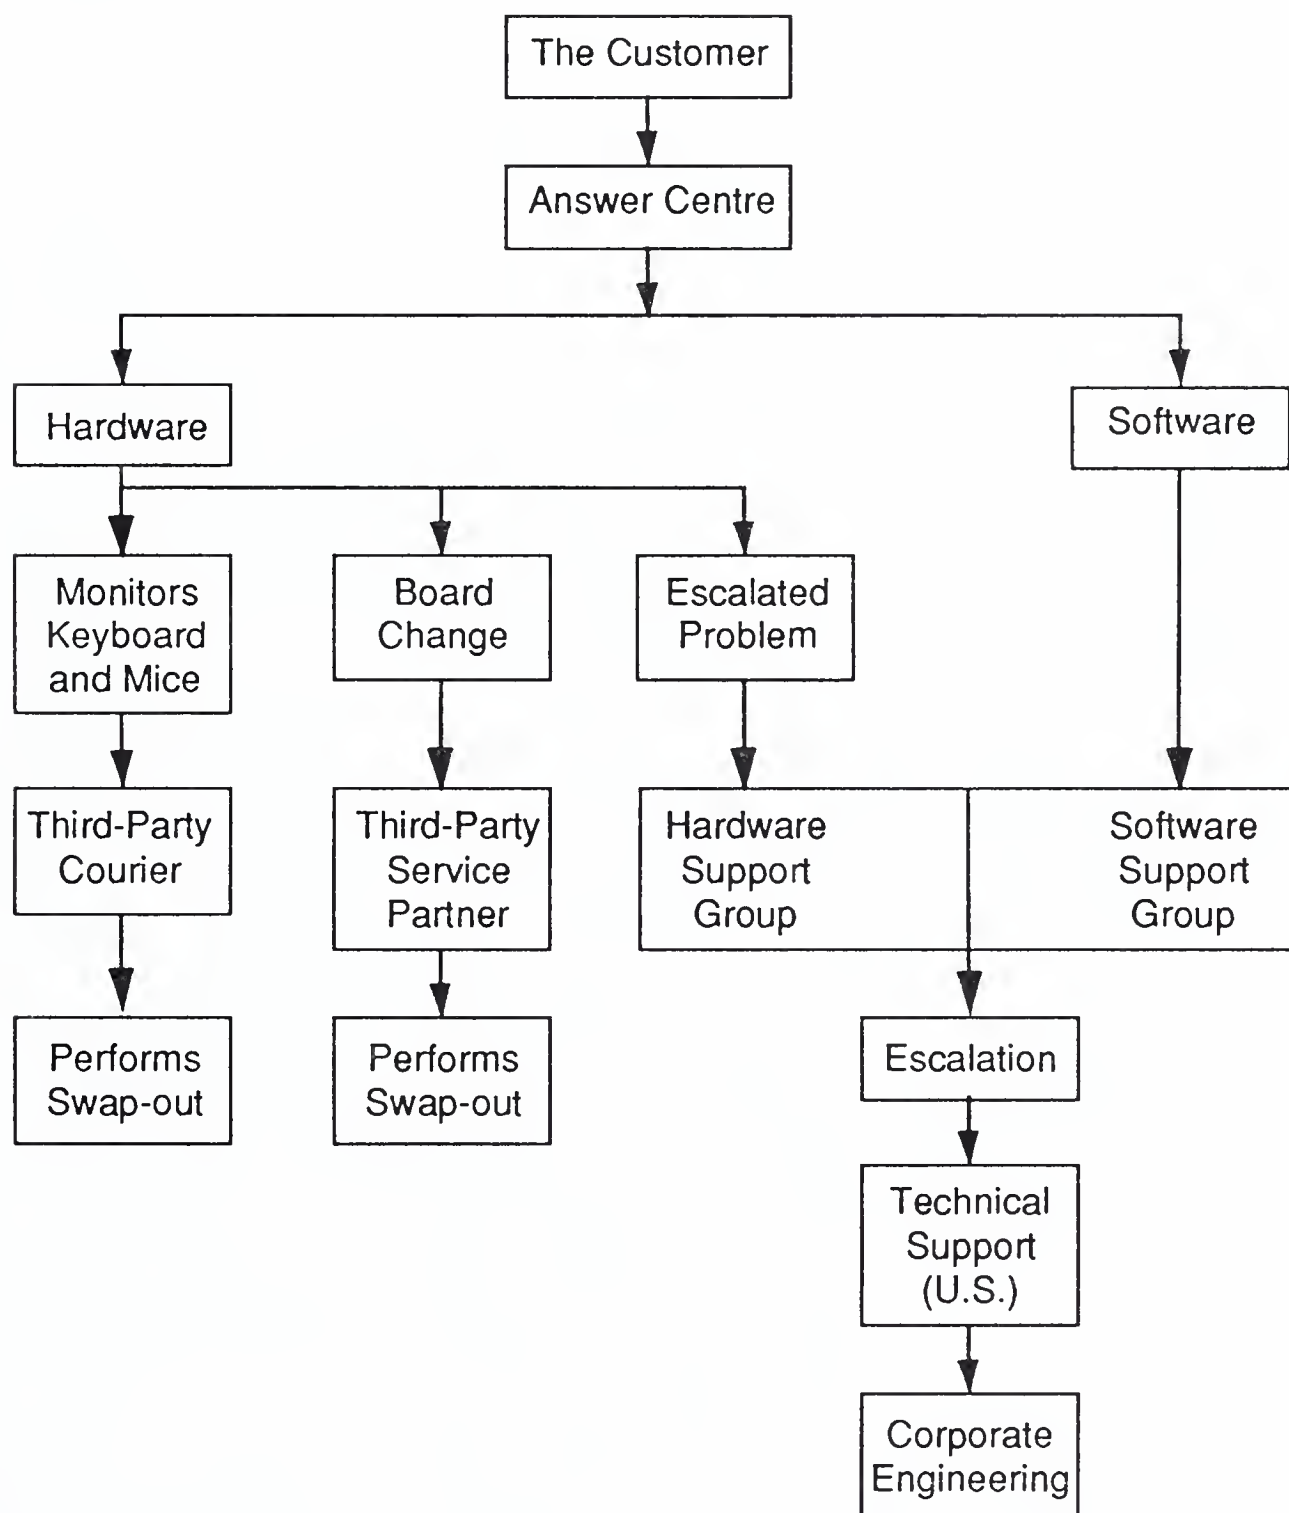 The Customer
Answer Centre
Hardware
Software
Monitors
Keyboard
and Mice
Board
Change
Escalated
Problem
Third-Party
Courier
Third-Party
Service
Partner
Hardware
Support
Group
Software
Support
Group
Performs
Swap-out
Performs
Swap-out
Escalation
Technical
Support
(U.S.)
Corporate
Engineering